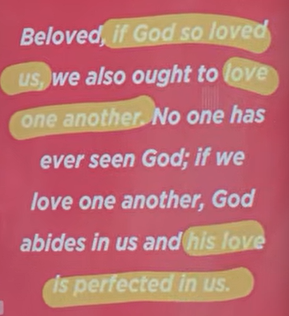 Beloved, if God so loved
us, we also ought to love
one another. No one has
ever seen God; if we
love one another, God
abides in us and his love
is perfected in us.